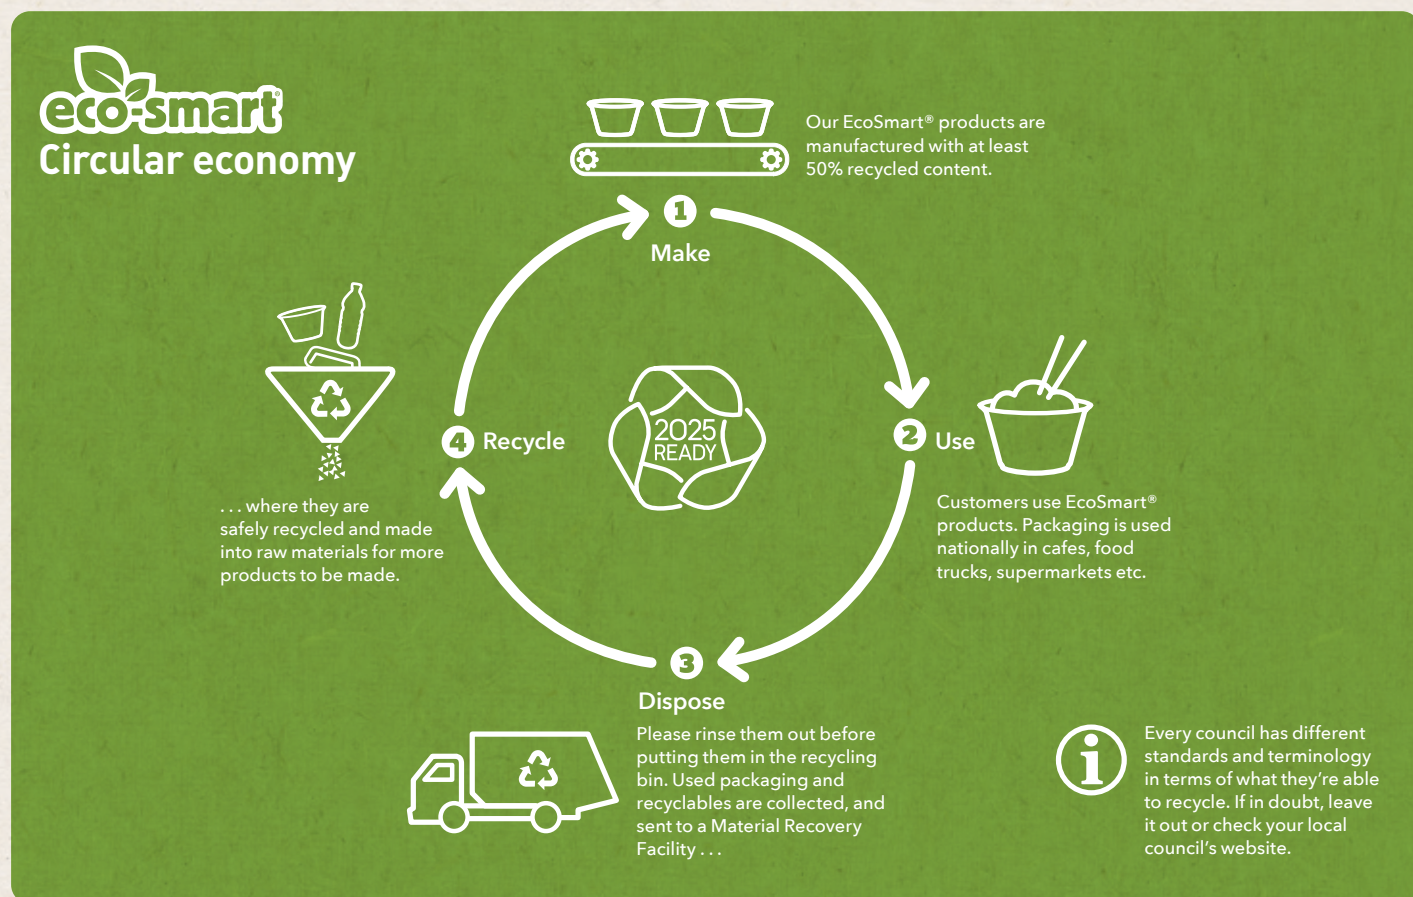 eco-smart®
Circular economy
Our EcoSmart® products are
manufactured with at least
50% recycled content.
1
Make
2 Use
Customers use EcoSmart®
products. Packaging is used
nationally in cafes, food
trucks, supermarkets etc.
3
Dispose
Please rinse them out before
putting them in the recycling
bin. Used packaging and
recyclables are collected, and
sent to a Material Recovery
Facility . . .
4 Recycle
. . . where they are
safely recycled and made
into raw materials for more
products to be made.
2025
READY
Every council has different
standards and terminology
in terms of what they're able
to recycle. If in doubt, leave
it out or check your local
council's website.